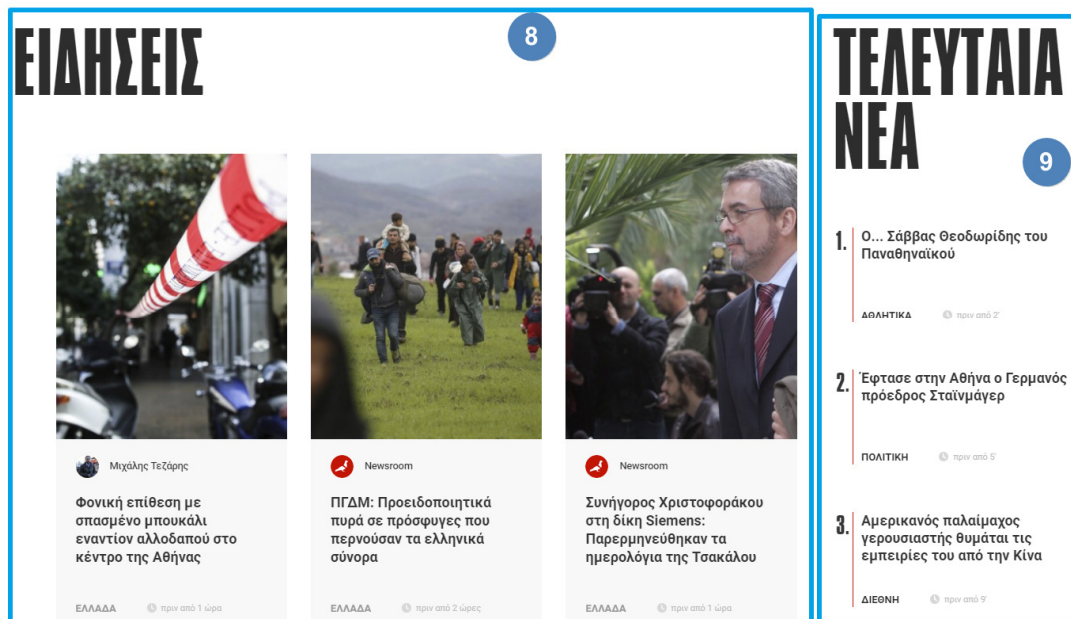 ΕΙΔΗΣΕΙΣ
8
Μιχάλης Τεζάρης
Φονική επίθεση με
σπασμένο μπουκάλι
εναντίον αλλοδαπού στο
κέντρο της Αθήνας
ΕΛΛΑΔΑ πριν από 1 ώρα
Newsroom
ΠΓΔΜ: Προειδοποιητικά
πυρά σε πρόσφυγες που
περνούσαν τα ελληνικά
σύνορα
ΕΛΛΑΔΑ πριν από 2 ώρες
Newsroom
Συνήγορος Χριστοφοράκου
στη δίκη Siemens:
Παρερμηνεύθηκαν τα
ημερολόγια της Τσακάλου
ΕΛΛΑΔΑ πριν από 1 ώρα
ΤΕΛΕΥΤΑΙΑ
ΝΕΑ
9
1. Ο... Σάββας Θεοδωρίδης του
Παναθηναϊκού
ΑΘΛΗΤΙΚΑ πριν από 2'
2. Έφτασε στην Αθήνα ο Γερμανός
πρόεδρος Σταϊνμάγερ
ΠΟΛΙΤΙΚΗ πριν από 5'
3. Αμερικανός παλαίμαχος
γερουσιαστής θυμάται τις
εμπειρίες του από την Κίνα
ΔΙΕΘΝΗ πριν από 9'